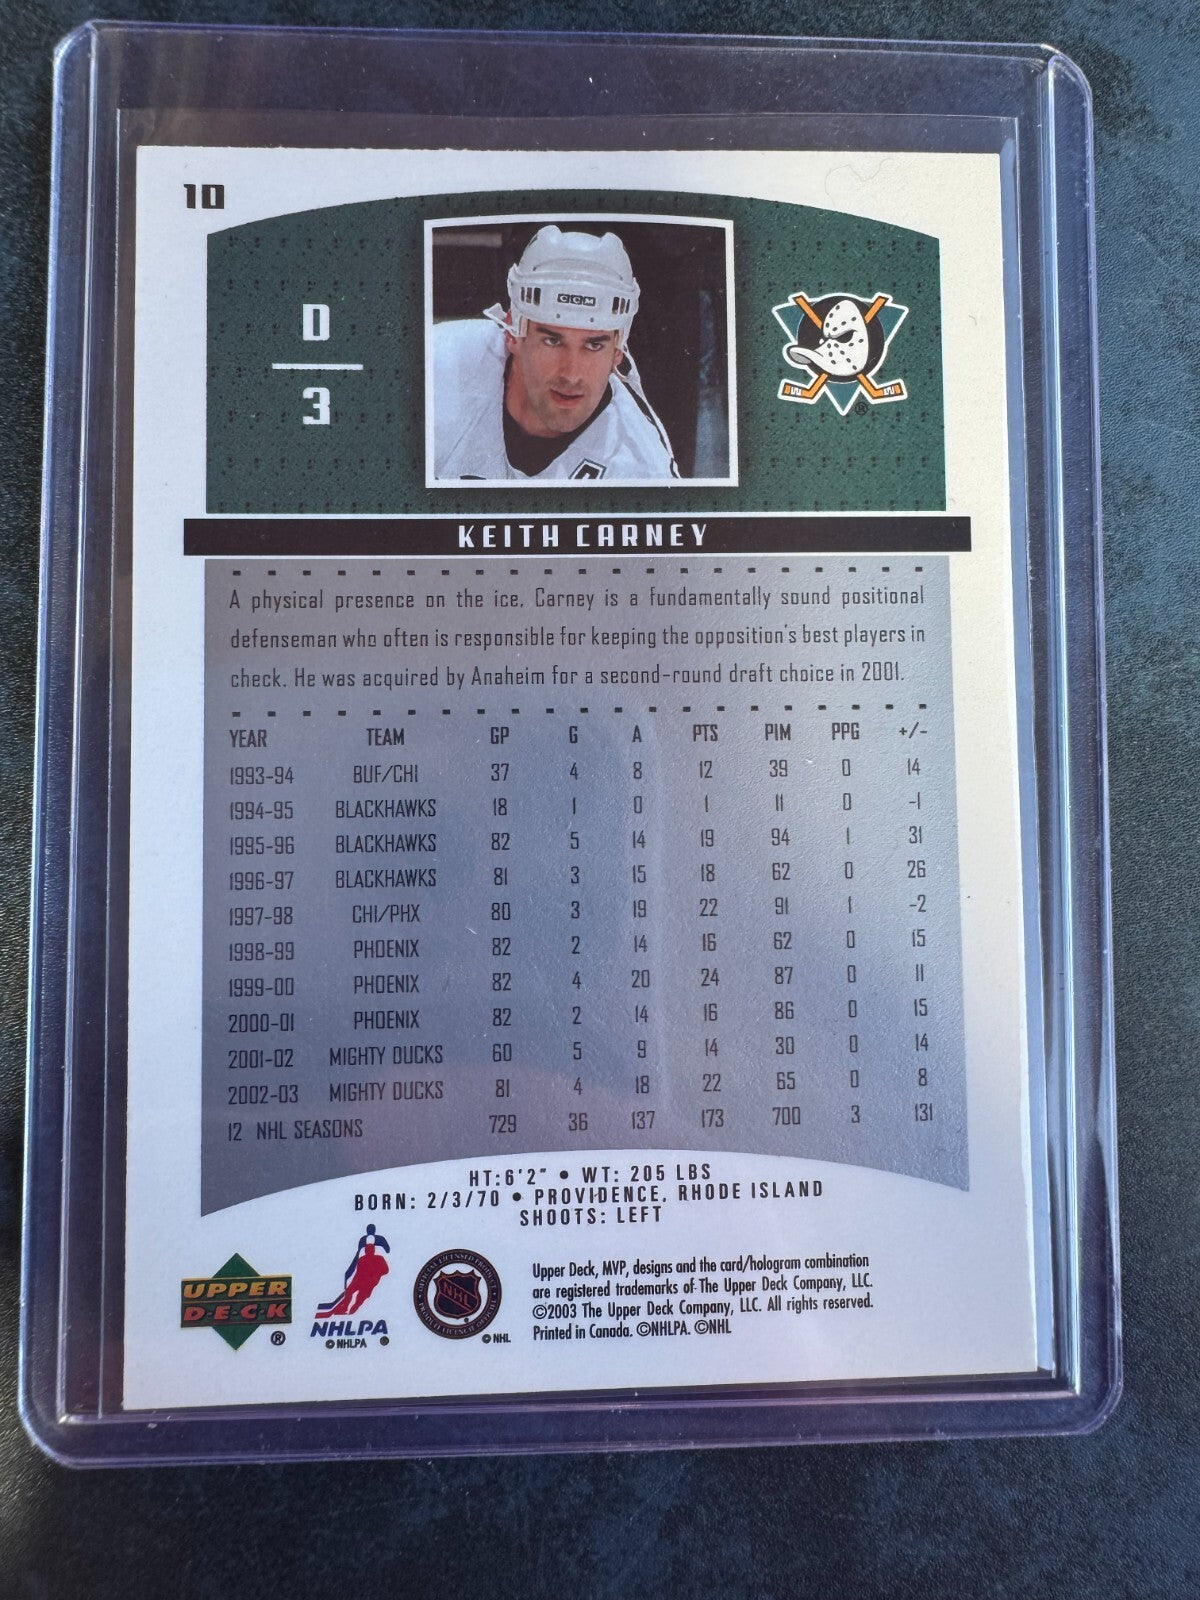 10
D
3
CCM
KEITH CARNEY
A physical presence on the ice, Carney is a fundamentally sound positional
defenseman who often is responsible for keeping the opposition's best players in
check. He was acquired by Anaheim for a second-round draft choice in 2001.
YEAR TEAM GP G A PTS PIM PPG +/-
1993-94 BUF/CHI 37 4 8 12 39 0 14
1994-95 BLACKHAWKS 18 1 0 1 11 0 -1
1995-96 BLACKHAWKS 82 5 14 19 94 1 31
1996-97 BLACKHAWKS 81 3 15 18 62 0 26
1997-98 CHI/PHX 80 3 19 22 91 1 -2
1998-99 PHOENIX 82 2 14 16 62 0 15
1999-00 PHOENIX 82 4 20 24 87 0 11
2000-01 PHOENIX 82 2 14 16 86 0 15
2001-02 MIGHTY DUCKS 60 5 9 14 30 0 14
2002-03 MIGHTY DUCKS 81 4 18 22 65 0 8
12 NHL SEASONS 729 36 137 173 700 3 131
HT:6'2" • WT: 205 LBS
BORN: 2/3/70 • PROVIDENCE, RHODE ISLAND
SHOOTS: LEFT
UPPER
D·E·C·K
®
NHLPA
© NHLPA ®
NHL
© NHL
Upper Deck, MVP, designs and the card/hologram combination
are registered trademarks of The Upper Deck Company, LLC.
©2003 The Upper Deck Company, LLC. All rights reserved.
Printed in Canada. ©NHLPA. ©NHL